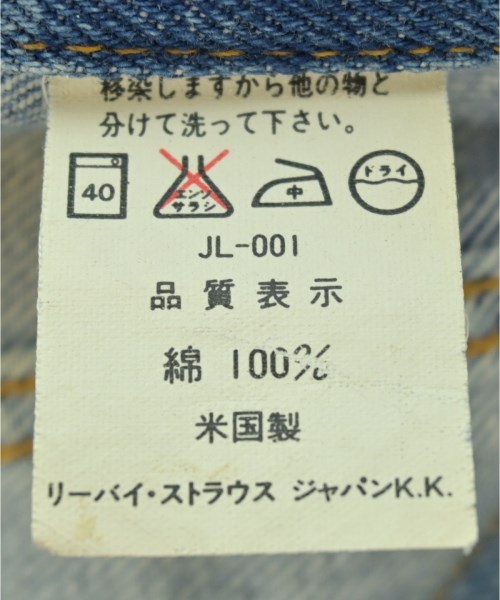 移染しますから他の物と
分けて洗って下さい。
40 エンソ サラシ 中 ドライ
JL-001
品質表示
綿 100%
米国製
リーバイ・ストラウス ジャパンK.K.